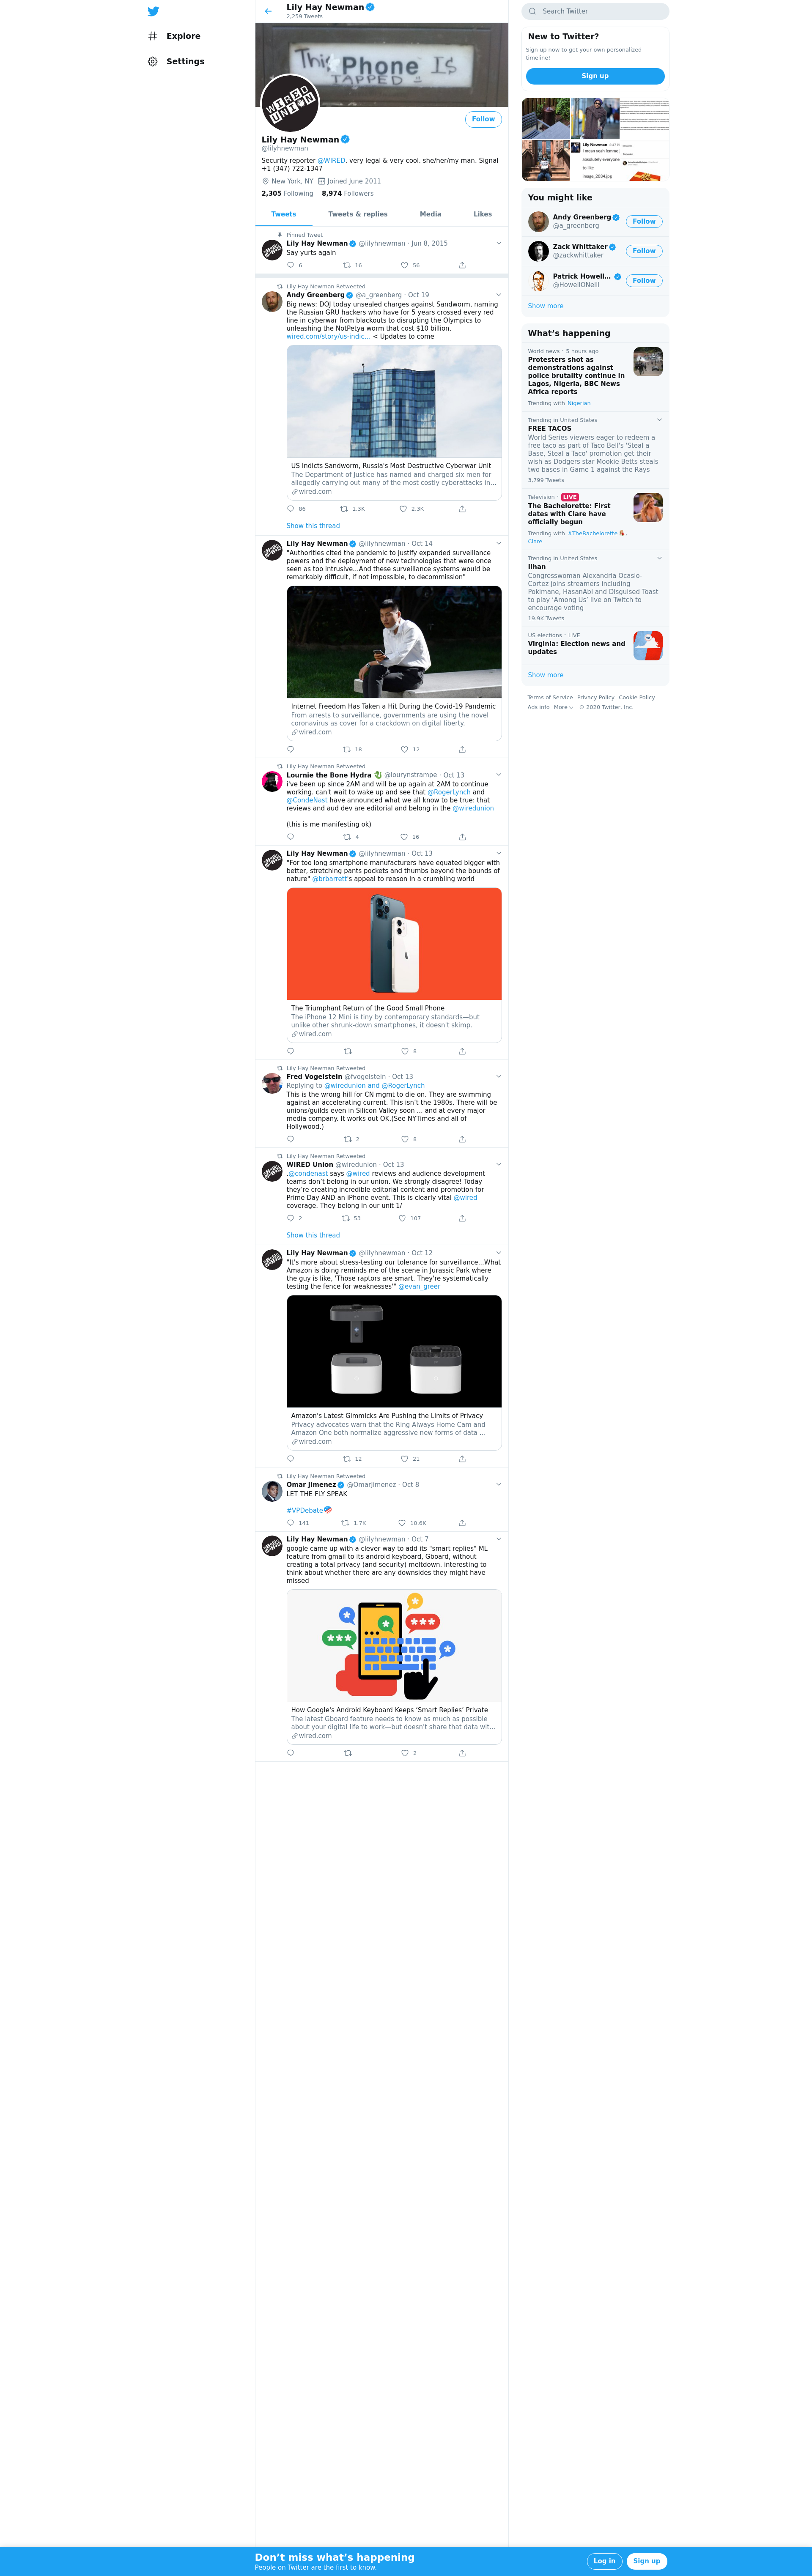 Explore
Settings
Lily Hay Newman
2,259 Tweets
This Phone Is
TAPPED
WIRED
UNION
Follow
Lily Hay Newman
@lilyhnewman
Security reporter @WIRED. very legal & very cool. she/her/my man. Signal
+1 (347) 722-1347
New York, NY Joined June 2011
2,305 Following 8,974 Followers
Tweets Tweets & replies Media Likes
Pinned Tweet
Lily Hay Newman @lilyhnewman · Jun 8, 2015
Say yurts again
6 16 56
Lily Hay Newman Retweeted
Andy Greenberg @a_greenberg · Oct 19
Big news: DOJ today unsealed charges against Sandworm, naming
the Russian GRU hackers who have for 5 years crossed every red
line in cyberwar from blackouts to disrupting the Olympics to
unleashing the NotPetya worm that cost $10 billion.
wired.com/story/us-indic… < Updates to come
US Indicts Sandworm, Russia's Most Destructive Cyberwar Unit
The Department of Justice has named and charged six men for
allegedly carrying out many of the most costly cyberattacks in…
wired.com
86 1.3K 2.3K
Show this thread
Lily Hay Newman @lilyhnewman · Oct 14
"Authorities cited the pandemic to justify expanded surveillance
powers and the deployment of new technologies that were once
seen as too intrusive...And these surveillance systems would be
remarkably difficult, if not impossible, to decommission"
Internet Freedom Has Taken a Hit During the Covid-19 Pandemic
From arrests to surveillance, governments are using the novel
coronavirus as cover for a crackdown on digital liberty.
wired.com
18 12
Lily Hay Newman Retweeted
Lournie the Bone Hydra @lourynstrampe · Oct 13
i've been up since 2AM and will be up again at 2AM to continue
working. can't wait to wake up and see that @RogerLynch and
@CondeNast have announced what we all know to be true: that
reviews and aud dev are editorial and belong in the @wiredunion
(this is me manifesting ok)
4 16
Lily Hay Newman @lilyhnewman · Oct 13
"For too long smartphone manufacturers have equated bigger with
better, stretching pants pockets and thumbs beyond the bounds of
nature" @brbarrett's appeal to reason in a crumbling world
The Triumphant Return of the Good Small Phone
The iPhone 12 Mini is tiny by contemporary standards—but
unlike other shrunk-down smartphones, it doesn't skimp.
wired.com
8
Lily Hay Newman Retweeted
Fred Vogelstein @fvogelstein · Oct 13
Replying to @wiredunion and @RogerLynch
This is the wrong hill for CN mgmt to die on. They are swimming
against an accelerating current. This isn't the 1980s. There will be
unions/guilds even in Silicon Valley soon ... and at every major
media company. It works out OK.(See NYTimes and all of
Hollywood.)
2 8
Lily Hay Newman Retweeted
WIRED Union @wiredunion · Oct 13
.@condenast says @wired reviews and audience development
teams don't belong in our union. We strongly disagree! Today
they're creating incredible editorial content and promotion for
Prime Day AND an iPhone event. This is clearly vital @wired
coverage. They belong in our unit 1/
2 53 107
Show this thread
Lily Hay Newman @lilyhnewman · Oct 12
"It's more about stress-testing our tolerance for surveillance...What
Amazon is doing reminds me of the scene in Jurassic Park where
the guy is like, 'Those raptors are smart. They're systematically
testing the fence for weaknesses'" @evan_greer
Amazon's Latest Gimmicks Are Pushing the Limits of Privacy
Privacy advocates warn that the Ring Always Home Cam and
Amazon One both normalize aggressive new forms of data …
wired.com
12 21
Lily Hay Newman Retweeted
Omar Jimenez @OmarJimenez · Oct 8
LET THE FLY SPEAK
#VPDebate
141 1.7K 10.6K
Lily Hay Newman @lilyhnewman · Oct 7
google came up with a clever way to add its "smart replies" ML
feature from gmail to its android keyboard, Gboard, without
creating a total privacy (and security) meltdown. interesting to
think about whether there are any downsides they might have
missed
How Google's Android Keyboard Keeps 'Smart Replies' Private
The latest Gboard feature needs to know as much as possible
about your digital life to work—but doesn't share that data wit…
wired.com
2
Search Twitter
New to Twitter?
Sign up now to get your own personalized
timeline!
Sign up
Lily Newman
I mean yeah lemme
absolutely everyone
to like
image_2034.jpg
You might like
Andy Greenberg
@a_greenberg
Follow
Zack Whittaker
@zackwhittaker
Follow
Patrick Howell…
@HowellONeill
Follow
Show more
What's happening
World news · 5 hours ago
Protesters shot as
demonstrations against
police brutality continue in
Lagos, Nigeria, BBC News
Africa reports
Trending with Nigerian
Trending in United States
FREE TACOS
World Series viewers eager to redeem a
free taco as part of Taco Bell's 'Steal a
Base, Steal a Taco' promotion get their
wish as Dodgers star Mookie Betts steals
two bases in Game 1 against the Rays
3,799 Tweets
Television · LIVE
The Bachelorette: First
dates with Clare have
officially begun
Trending with #TheBachelorette,
Clare
Trending in United States
Ilhan
Congresswoman Alexandria Ocasio-
Cortez joins streamers including
Pokimane, HasanAbi and Disguised Toast
to play 'Among Us' live on Twitch to
encourage voting
19.9K Tweets
US elections · LIVE
Virginia: Election news and
updates
Show more
Terms of Service Privacy Policy Cookie Policy
Ads info More © 2020 Twitter, Inc.
Don't miss what's happening
People on Twitter are the first to know.
Log in
Sign up